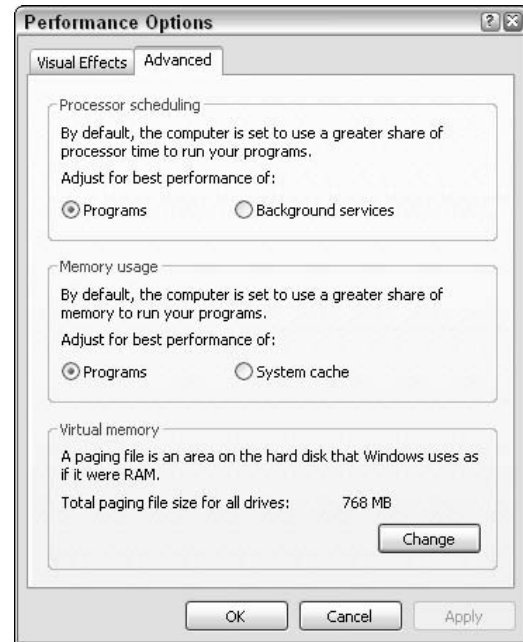 Performance Options
Visual Effects
Advanced
Processor scheduling
By default, the computer is set to use a greater share of
processor time to run your programs.
Adjust for best performance of:
Programs
Background services
Memory usage
By default, the computer is set to use a greater share of
memory to run your programs.
Adjust for best performance of:
Programs
System cache
Virtual memory
A paging file is an area on the hard disk that Windows uses as
if it were RAM.
Total paging file size for all drives: 768 MB
Change
OK
Cancel
Apply